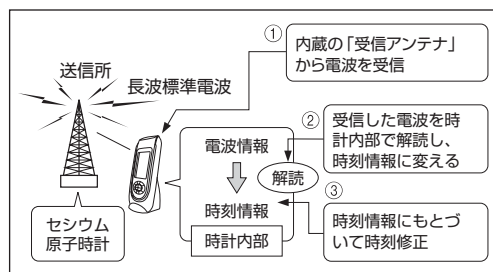 ①
内蔵の「受信アンテナ」
から電波を受信
送信所
長波標準電波
②
受信した電波を時
計内部で解読し、
時刻情報に変える
電波情報
解読
③
時刻情報
時刻情報にもとづ
いて時刻修正
時計内部
セシウム
原子時計